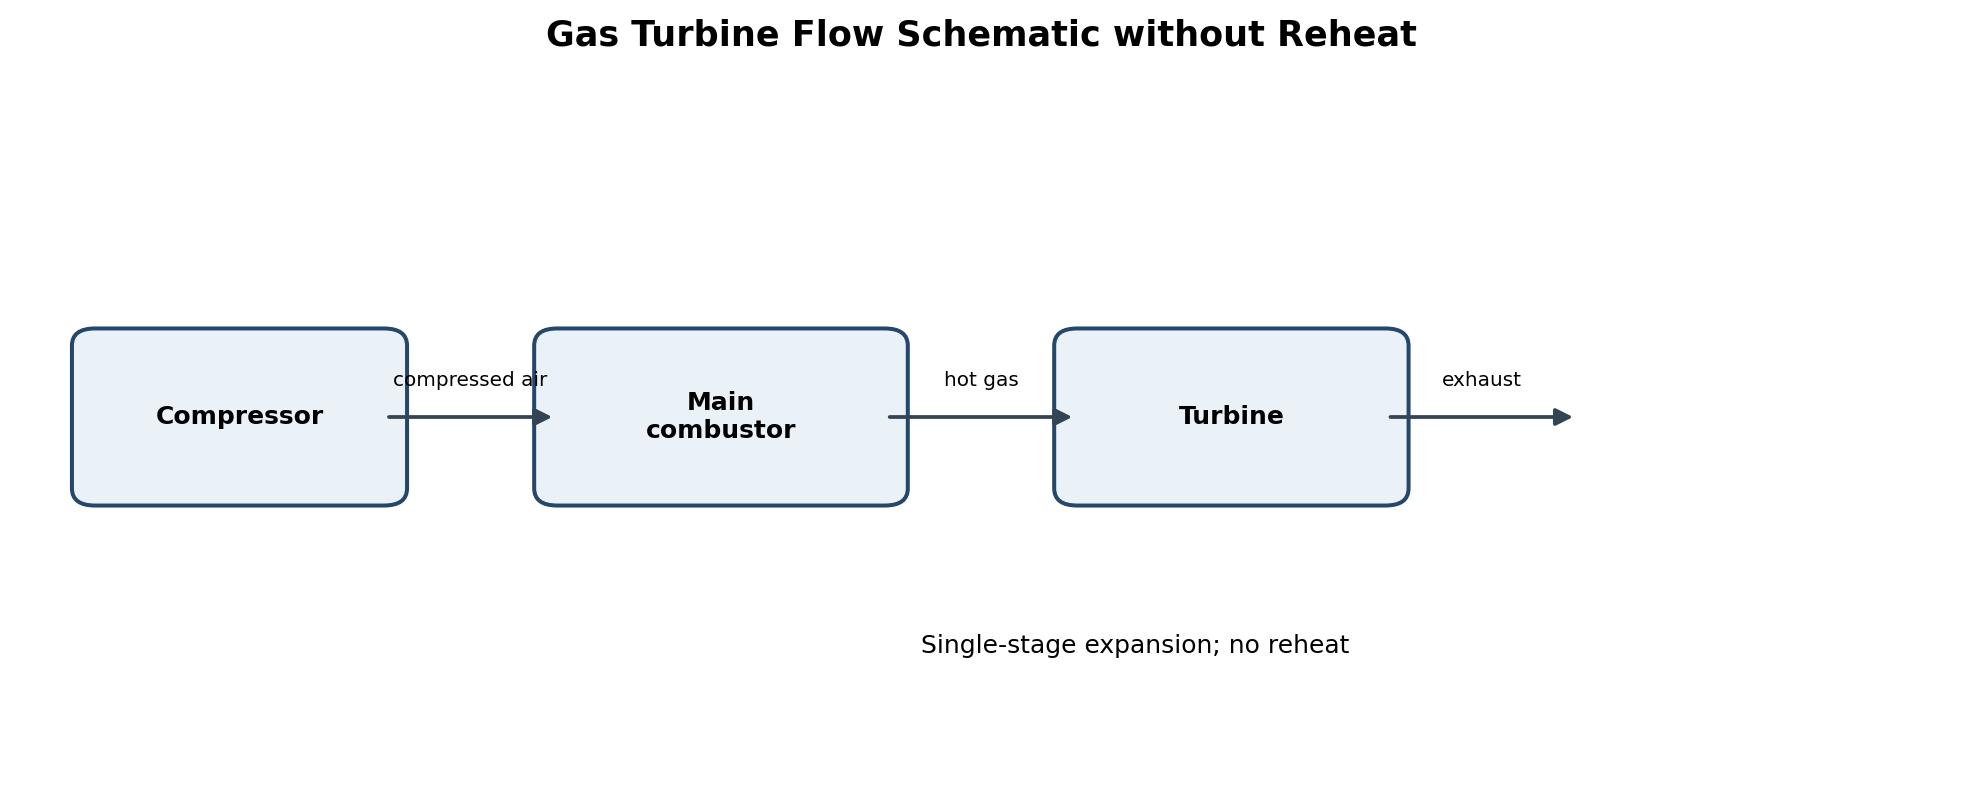 Gas Turbine Flow Schematic without Reheat
Compressor
compressed air
Main
combustor
hot gas
Turbine
exhaust
Single-stage expansion; no reheat